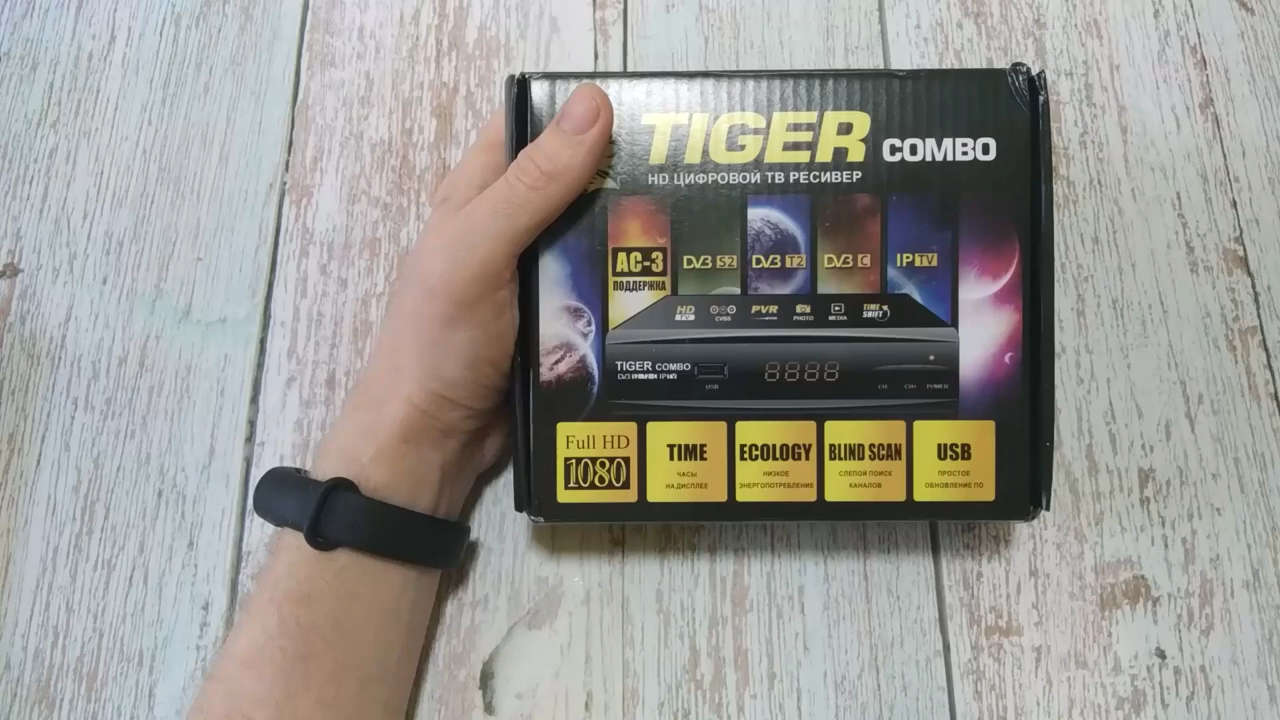 TIGER COMBO
HD ЦИФРОВОЙ ТВ РЕСИВЕР
AC-3
ПОДДЕРЖКА
DVB S2
DVB T2
DVB C
IPTV
HD TV
CVBS
PVR
PHOTO
MEDIA
TIME SHIFT
TIGER COMBO
USB
8888
CH+
POWER
Full HD
1080
TIME
ЧАСЫ
НА ДИСПЛЕЕ
ECOLOGY
НИЗКОЕ
ЭНЕРГОПОТРЕБЛЕНИЕ
BLIND SCAN
СЛЕПОЙ ПОИСК
КАНАЛОВ
USB
ПРОСТОЕ
ОБНОВЛЕНИЕ ПО